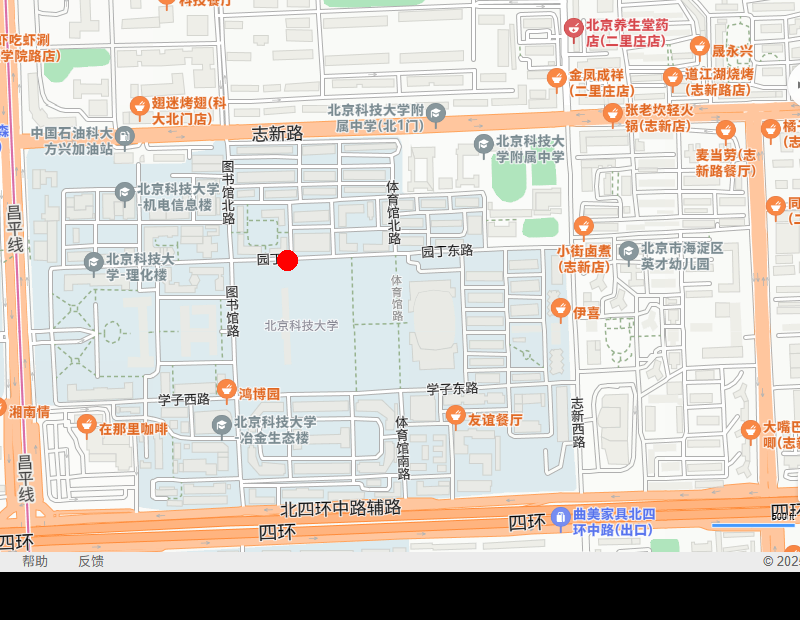 科技餐厅
虾吃虾涮
学院路店)
北京养生堂药
店(二里庄店)
晟永兴
金凤成祥
(二里庄店)
道江湖烧烤
(志新路店)
翅迷烤翅(科
大北门店)
北京科技大学附
属中学(北1门)
张老坎轻火
锅(志新店)
中国石油科大
方兴加油站
志新路
北京科技大
学附属中学
麦当劳(志
新路餐厅)
图书馆北路
体育馆北路
北京科技大学
-机电信息楼
昌平线
小街卤煮
(志新店)
北京市海淀区
英才幼儿园
园丁东路
北京科技大
学-理化楼
图书馆路
体育馆路
伊喜
北京科技大学
鸿博园
学子西路
学子东路
湘南情
在那里咖啡
北京科技大学
-冶金生态楼
体育馆南路
友谊餐厅
志新西路
大嘴巴
昌平线
北四环中路辅路
四环
四环
四环
曲美家具北四
环中路(出口)
帮助
反馈
© 2025